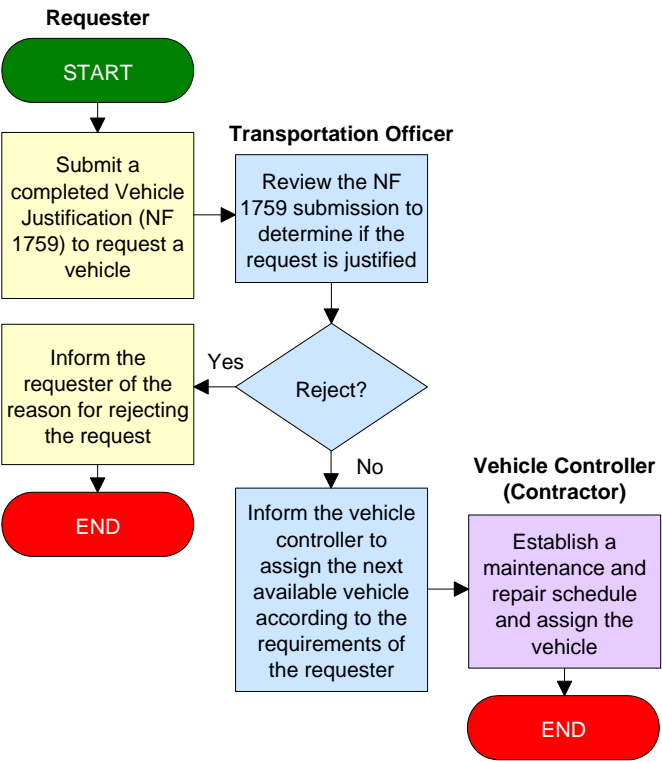 Requester
START
Submit a
completed Vehicle
Justification (NF
1759) to request a
vehicle
Transportation Officer
Review the NF
1759 submission to
determine if the
request is justified
Reject?
Yes
Inform the
requester of the
reason for rejecting
the request
END
No
Inform the vehicle
controller to
assign the next
available vehicle
according to the
requirements of
the requester
Vehicle Controller
(Contractor)
Establish a
maintenance and
repair schedule
and assign the
vehicle
END